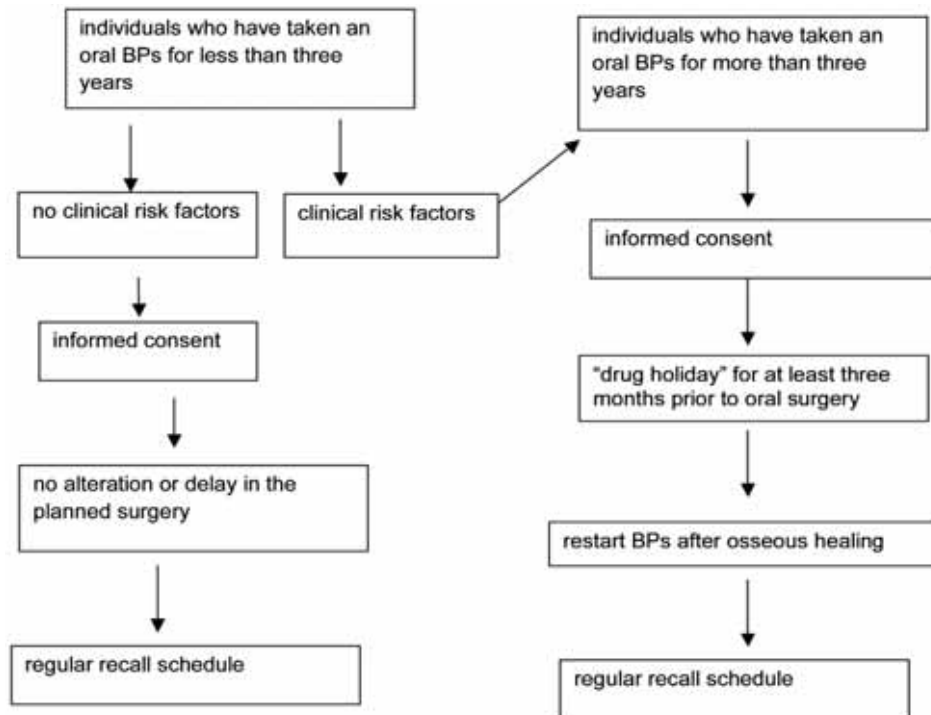 individuals who have taken an
oral BPs for less than three
years
no clinical risk factors
clinical risk factors
informed consent
no alteration or delay in the
planned surgery
regular recall schedule
individuals who have taken an
oral BPs for more than three
years
informed consent
“drug holiday” for at least three
months prior to oral surgery
restart BPs after osseous healing
regular recall schedule